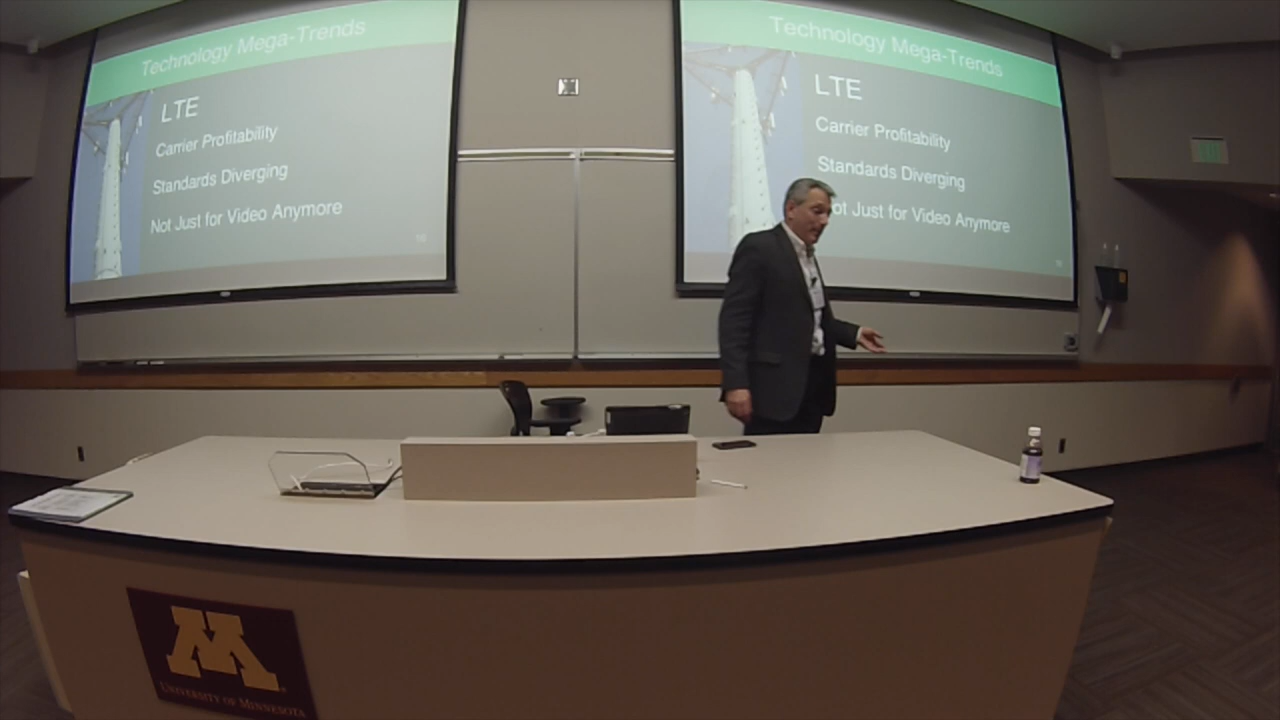 Technology Mega-Trends
LTE
Carrier Profitability
Standards Diverging
Not Just for Video Anymore
Technology Mega-Trends
LTE
Carrier Profitability
Standards Diverging
ot Just for Video Anymore
M
UNIVERSITY OF MINNESOTA